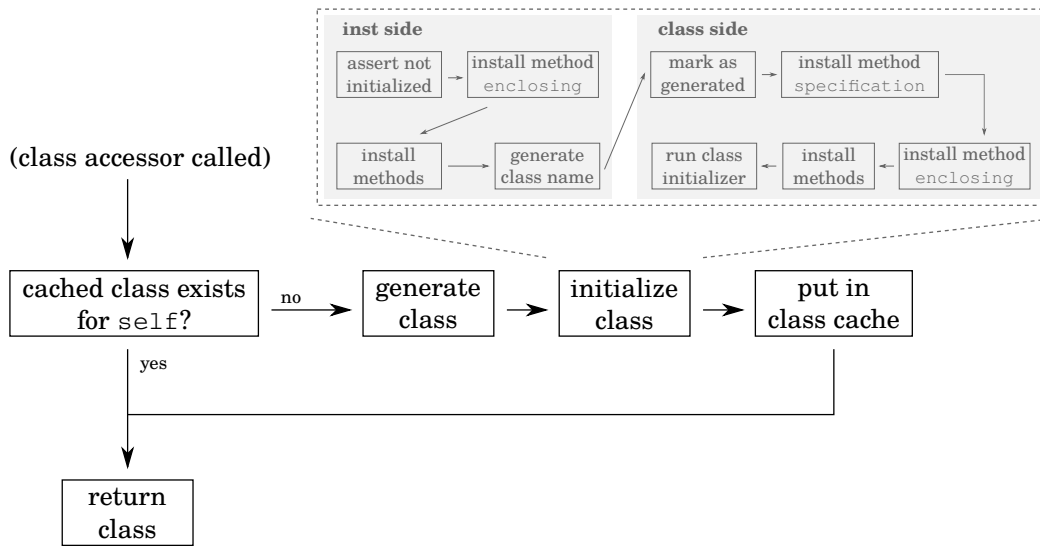 inst side
class side
assert not
initialized
install method
enclosing
mark as
generated
install method
specification
install
methods
generate
class name
run class
initializer
install
methods
install method
enclosing
(class accessor called)
cached class exists
for self?
no
generate
class
initialize
class
put in
class cache
yes
return
class